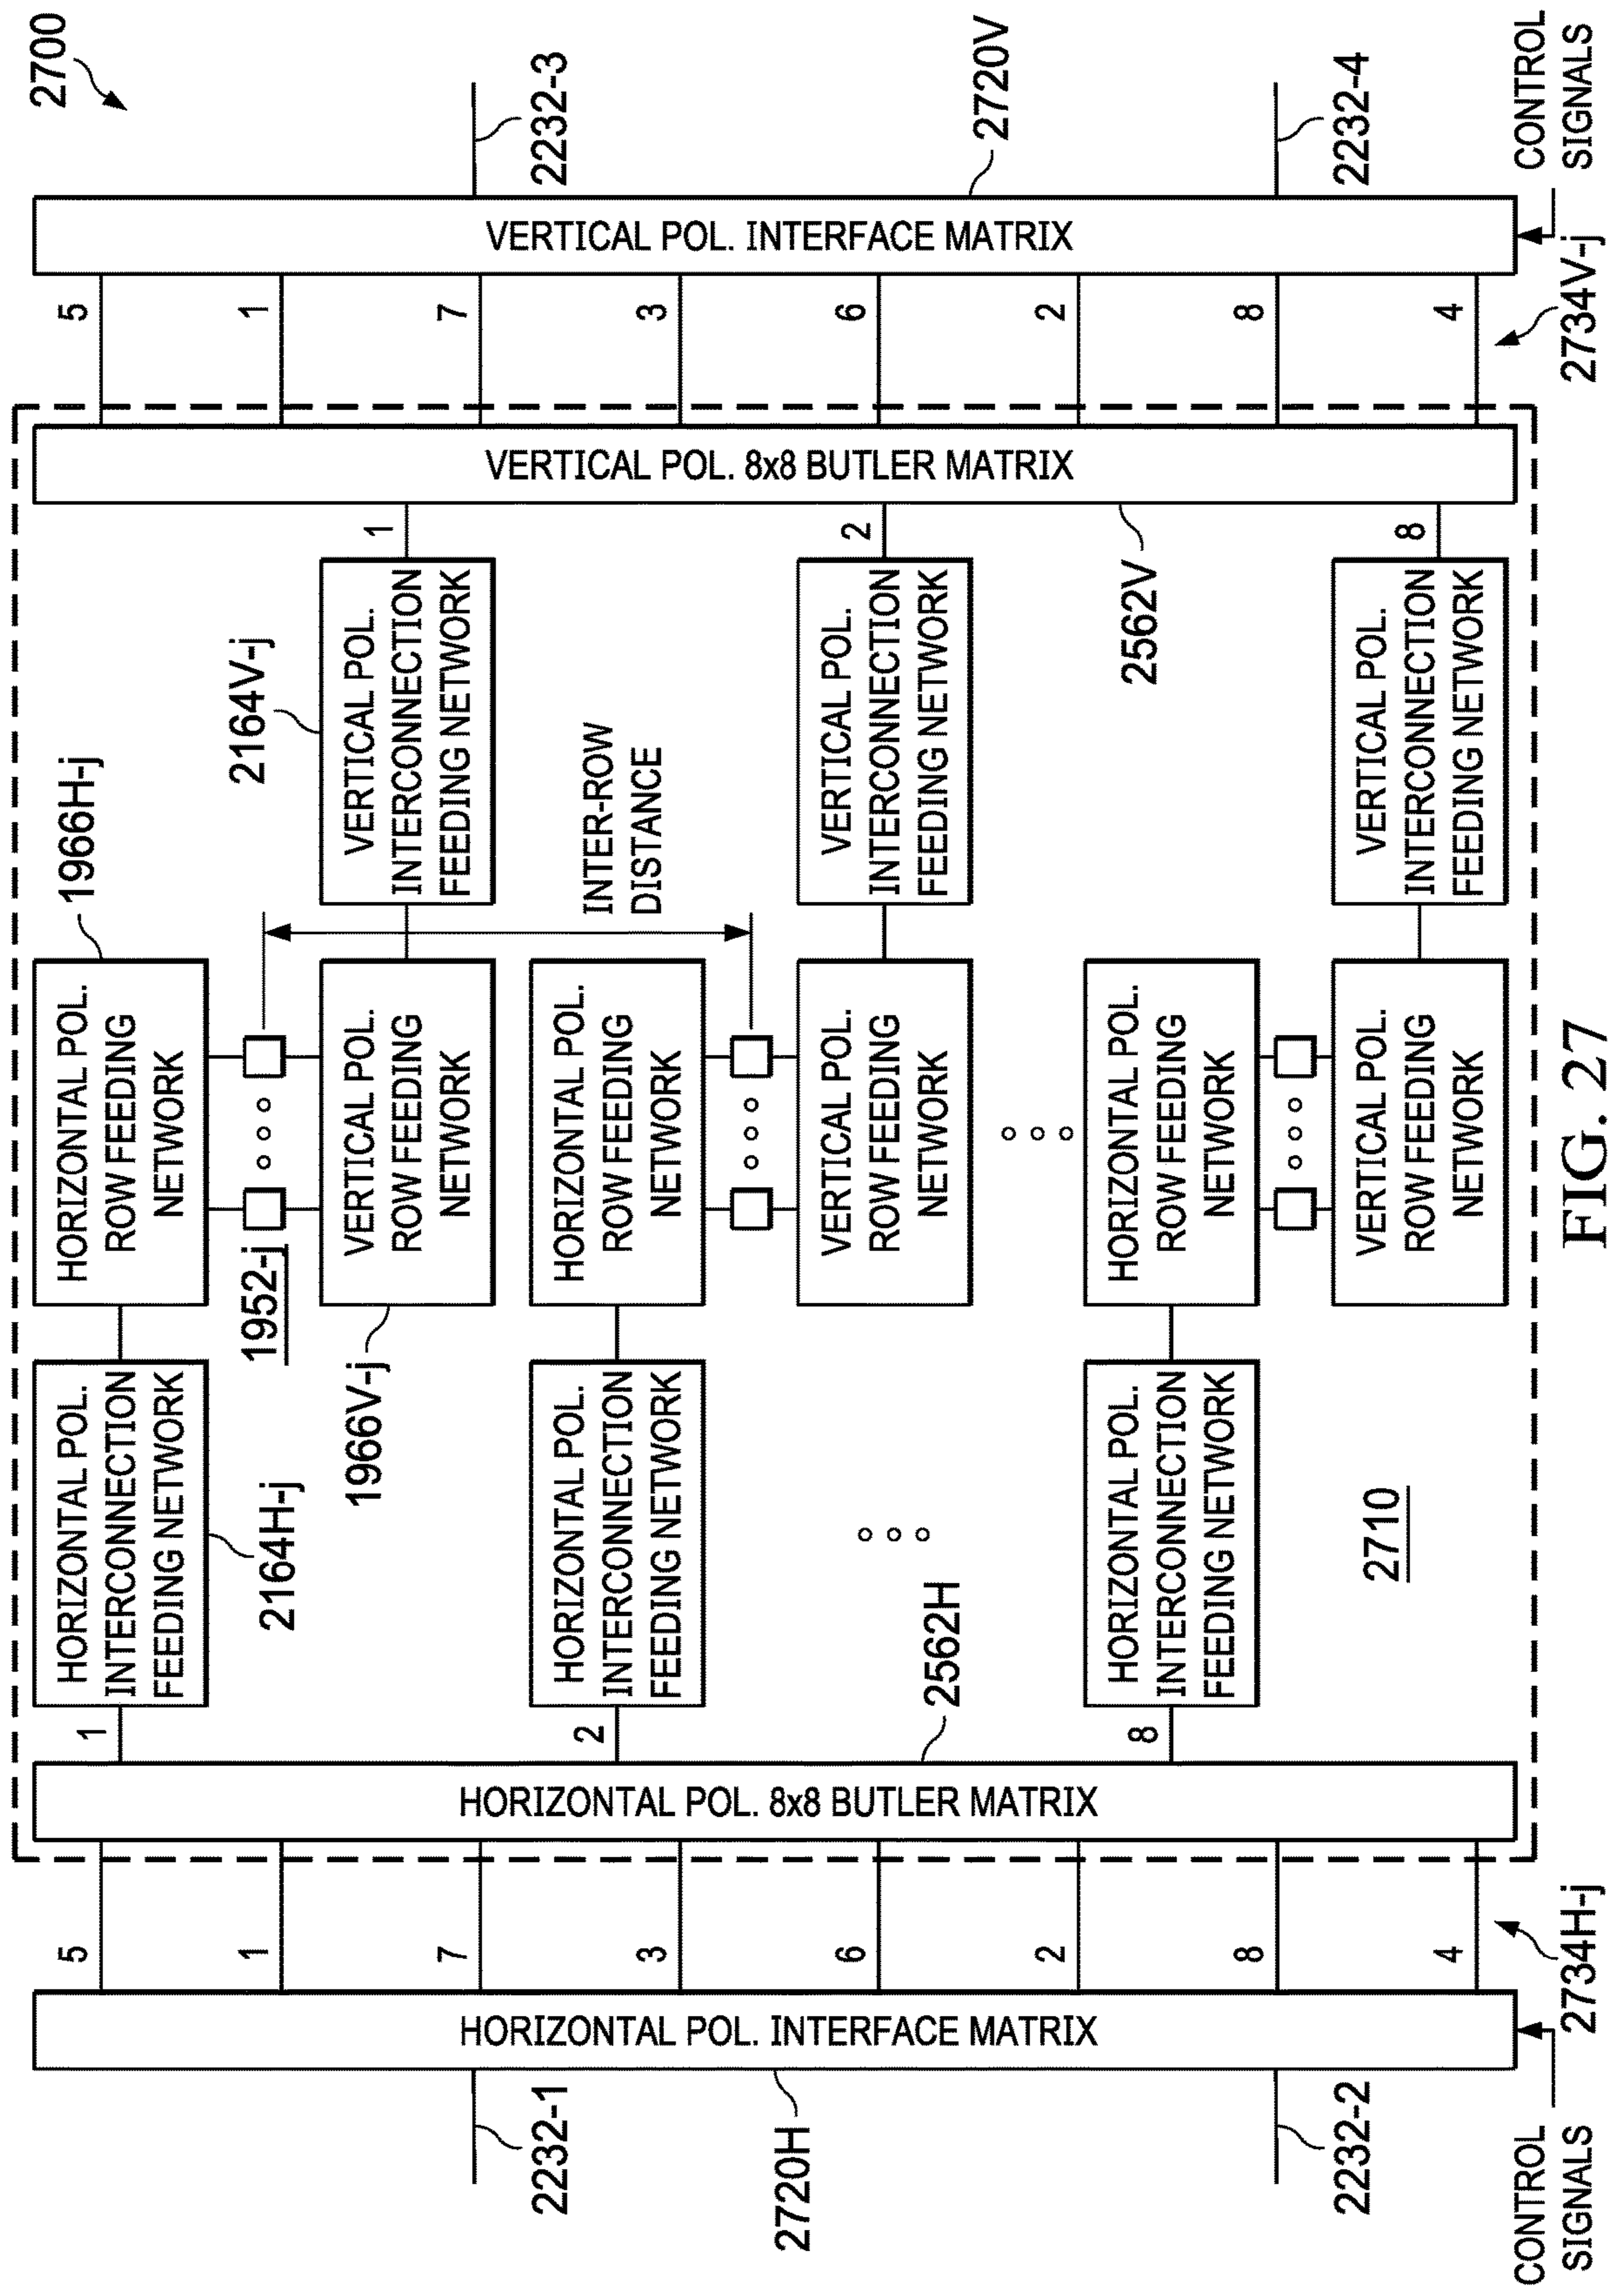 2700
CONTROL
SIGNALS
2720H
2232-1
2232-2
HORIZONTAL POL. INTERFACE MATRIX
5
1
7
3
6
2
8
4
2734H-j
HORIZONTAL POL. 8x8 BUTLER MATRIX
2562H
1
2
8
HORIZONTAL POL.
INTERCONNECTION
FEEDING NETWORK
2164H-j
HORIZONTAL POL.
INTERCONNECTION
FEEDING NETWORK
HORIZONTAL POL.
INTERCONNECTION
FEEDING NETWORK
2710
HORIZONTAL POL.
ROW FEEDING
NETWORK
1966H-j
1952-j
VERTICAL POL.
ROW FEEDING
NETWORK
1966V-j
HORIZONTAL POL.
ROW FEEDING
NETWORK
VERTICAL POL.
ROW FEEDING
NETWORK
HORIZONTAL POL.
ROW FEEDING
NETWORK
VERTICAL POL.
ROW FEEDING
NETWORK
INTER-ROW
DISTANCE
2164V-j
VERTICAL POL.
INTERCONNECTION
FEEDING NETWORK
VERTICAL POL.
INTERCONNECTION
FEEDING NETWORK
VERTICAL POL.
INTERCONNECTION
FEEDING NETWORK
1
2
8
2562V
VERTICAL POL. 8x8 BUTLER MATRIX
5
1
7
3
6
2
8
4
2734V-j
VERTICAL POL. INTERFACE MATRIX
2720V
2232-3
2232-4
CONTROL
SIGNALS
FIG. 27